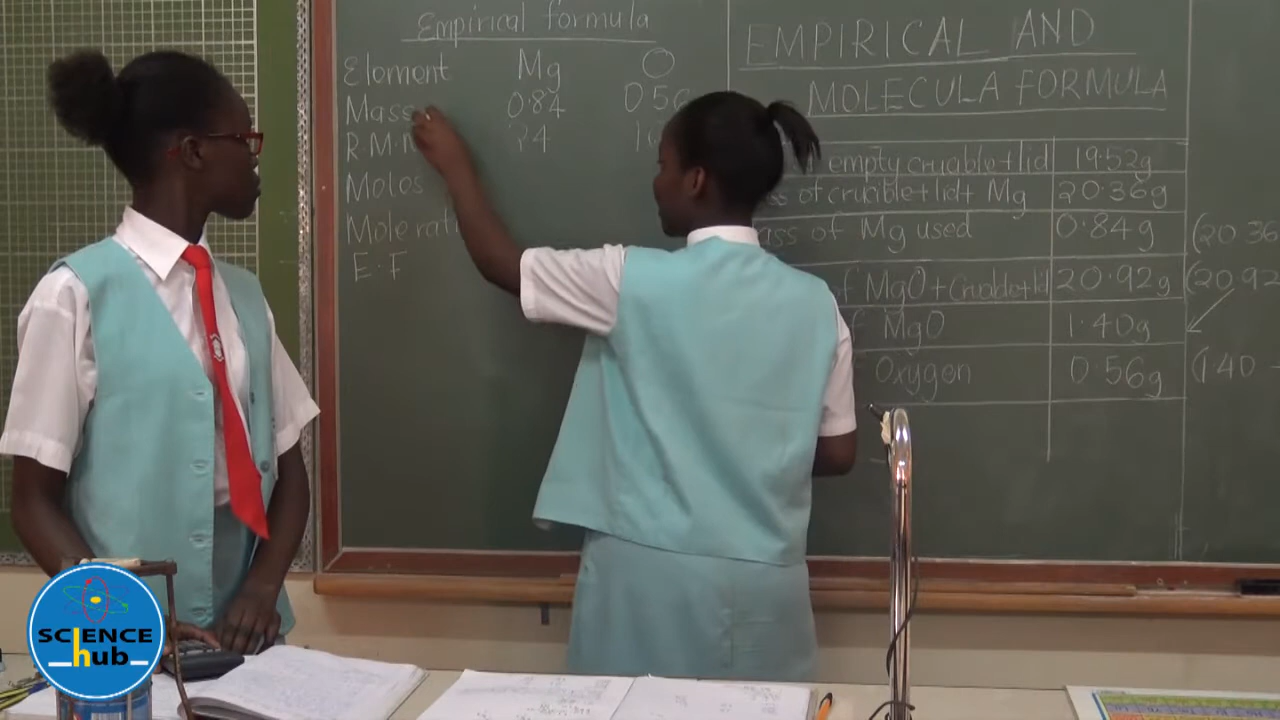 Empirical formula
Element Mg O
Mass 0.84 0.56
R.M.M 24
Moles
Mole rati
E.F
EMPIRICAL AND
MOLECULA FORMULA
empty crucible+lid 19.52g
of crucible+lid+ Mg 20.36g
of Mg used 0.84g (20.36
of MgO+Crucible+lid 20.92g (20.92
MgO 1.40g
Oxygen 0.56g (1.40 -
SCIENCE
hub